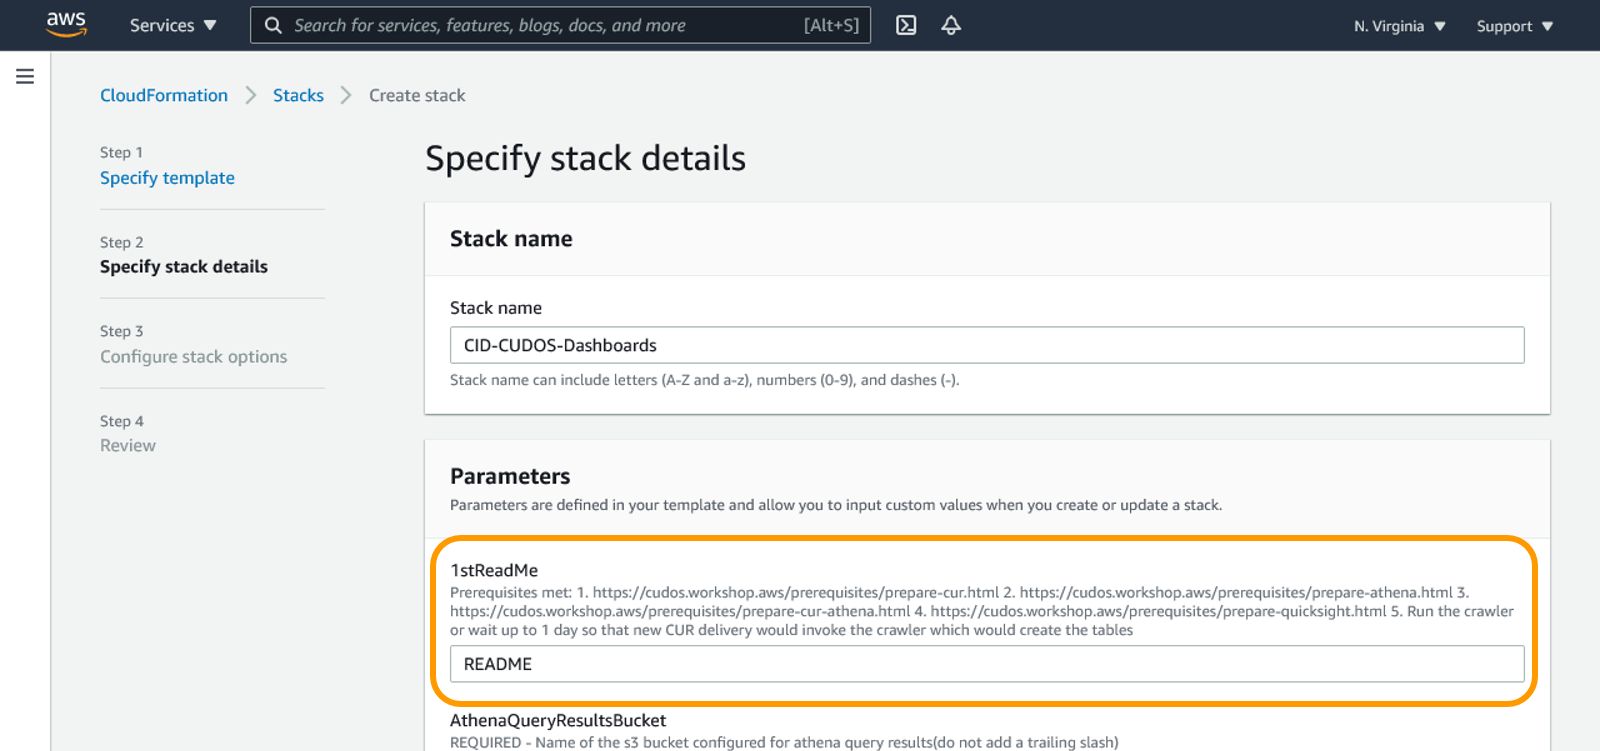 aws Services Search for services, features, blogs, docs, and more [Alt+S] N. Virginia Support
CloudFormation Stacks Create stack
Step 1
Specify template
Step 2
Specify stack details
Step 3
Configure stack options
Step 4
Review
Specify stack details
Stack name
Stack name
CID-CUDOS-Dashboards
Stack name can include letters (A-Z and a-z), numbers (0-9), and dashes (-).
Parameters
Parameters are defined in your template and allow you to input custom values when you create or update a stack.
1stReadMe
Prerequisites met: 1. https://cudos.workshop.aws/prerequisites/prepare-cur.html 2. https://cudos.workshop.aws/prerequisites/prepare-athena.html 3.
https://cudos.workshop.aws/prerequisites/prepare-cur-athena.html 4. https://cudos.workshop.aws/prerequisites/prepare-quicksight.html 5. Run the crawler
or wait up to 1 day so that new CUR delivery would invoke the crawler which would create the tables
README
AthenaQueryResultsBucket
REQUIRED - Name of the s3 bucket configured for athena query results(do not add a trailing slash)